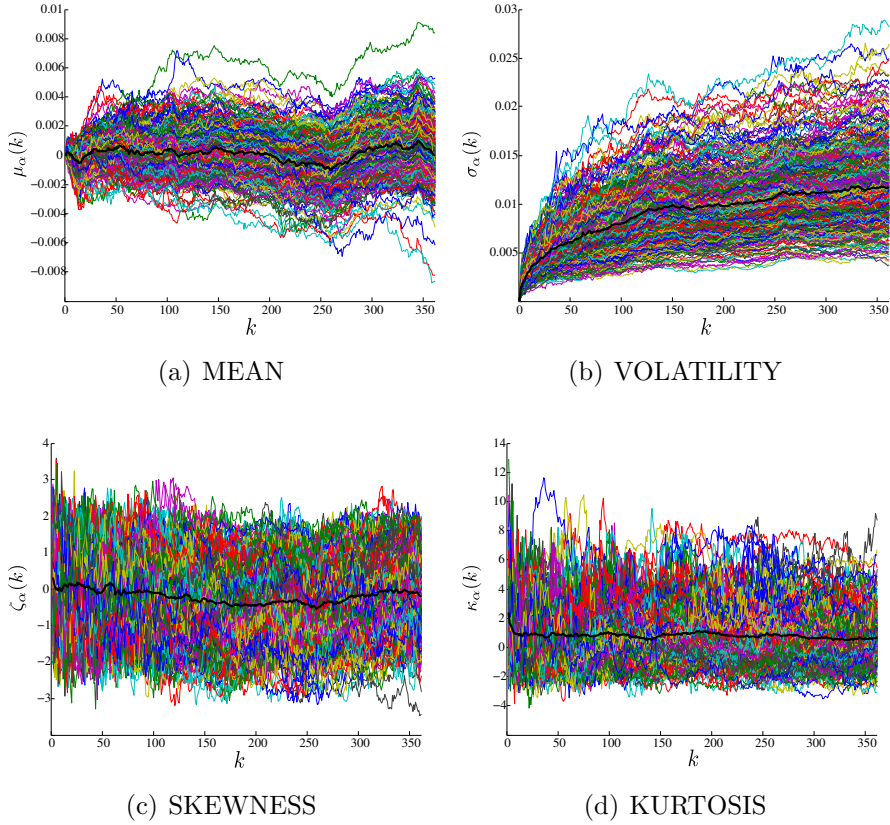 0.01
0.008
0.006
0.004
0.002
0
−0.002
−0.004
−0.006
−0.008
μα(k)
0 50 100 150 200 250 300 350
k
(a) MEAN
0.03
0.025
0.02
0.015
0.01
0.005
σα(k)
0 50 100 150 200 250 300 350
k
(b) VOLATILITY
4
3
2
1
0
−1
−2
−3
ζα(k)
0 50 100 150 200 250 300 350
k
(c) SKEWNESS
14
12
10
8
6
4
2
0
−2
−4
κα(k)
0 50 100 150 200 250 300 350
k
(d) KURTOSIS